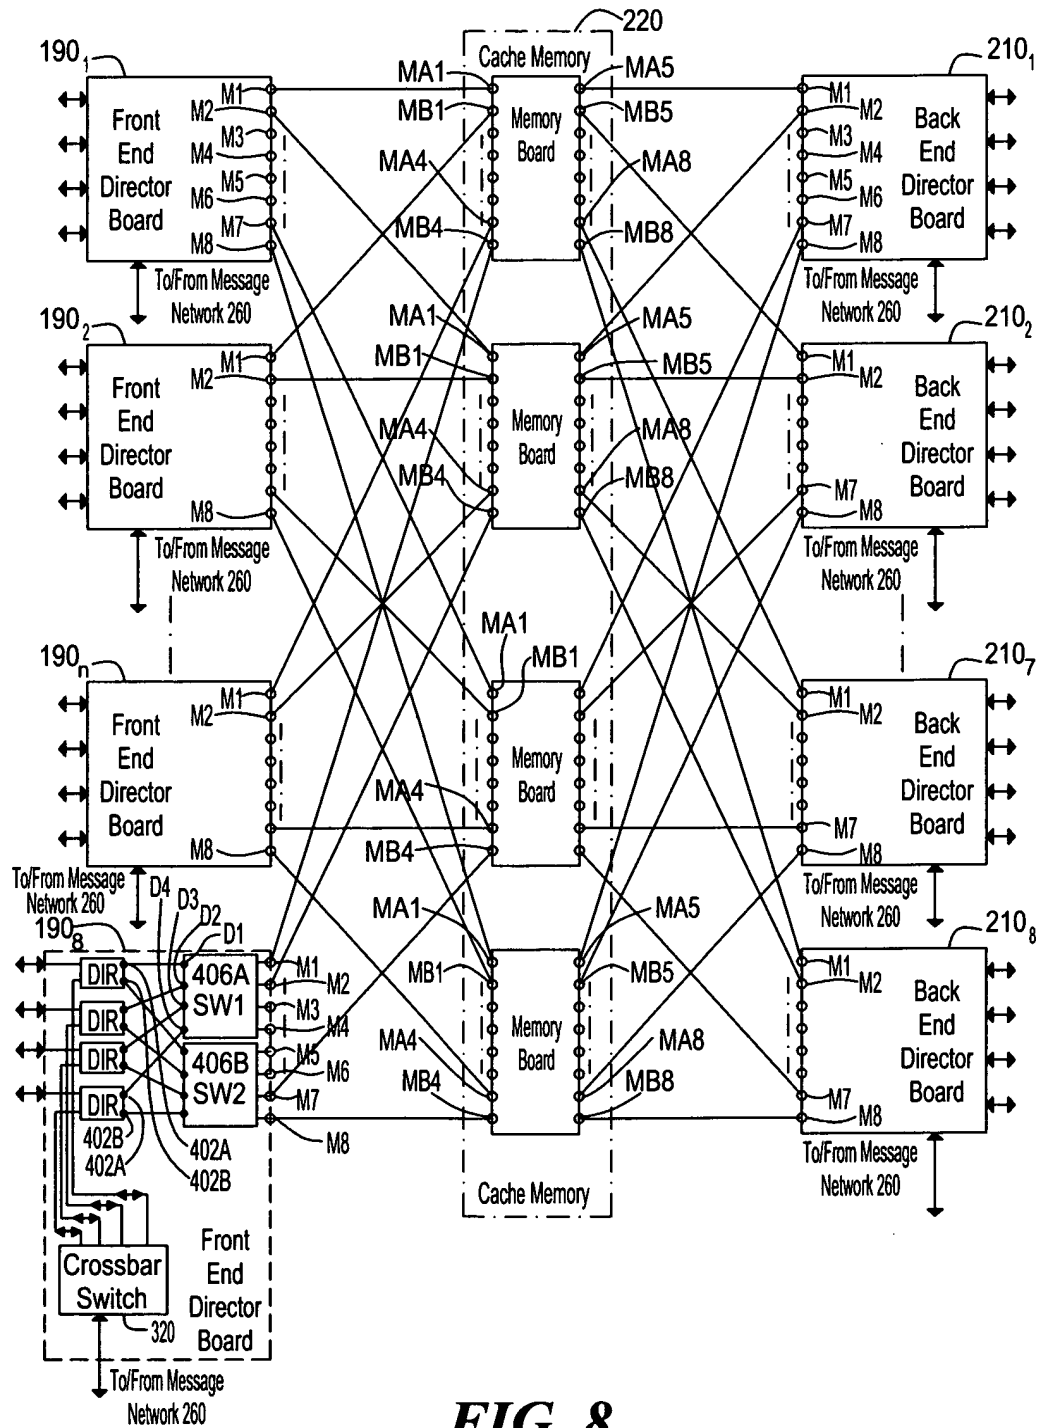 220
190₁
Cache Memory
210₁
MA1
MA5
M1
M2
M3
M4
M5
M6
M7
M8
Front
End
Director
Board
MB1
Memory
Board
MB5
MA4
MA8
MB4
MB8
M1
M2
M3
M4
M5
M6
M7
M8
Back
End
Director
Board
To/From Message
Network 260
To/From Message
Network 260
190₂
MA1
MA5
210₂
M1
M2
M8
Front
End
Director
Board
MB1
Memory
Board
MB5
MA4
MA8
MB4
MB8
M1
M2
M7
M8
Back
End
Director
Board
To/From Message
Network 260
To/From Message
Network 260
190n
MA1
MB1
210₇
M1
M2
M8
Front
End
Director
Board
Memory
Board
MA4
MB4
M1
M2
M7
M8
Back
End
Director
Board
To/From Message
Network 260
To/From Message
Network 260
190₈
D4
D3
D2
D1
MA1
MA5
210₈
DIR
DIR
DIR
DIR
406A
SW1
406B
SW2
M1
M2
M3
M4
M5
M6
M7
M8
MB1
Memory
Board
MB5
MA4
MA8
MB4
MB8
M1
M2
M7
M8
Back
End
Director
Board
402B
402A
402A
402B
To/From Message
Network 260
Cache Memory
Crossbar
Switch
320
Front
End
Director
Board
To/From Message
Network 260
FIG. 8